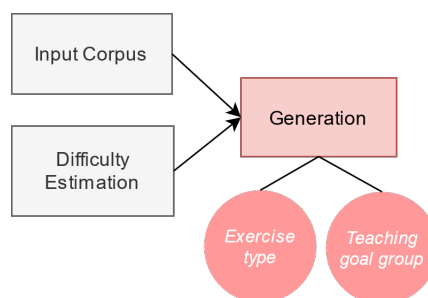 Input Corpus
Generation
Difficulty
Estimation
Exercise
type
Teaching
goal group